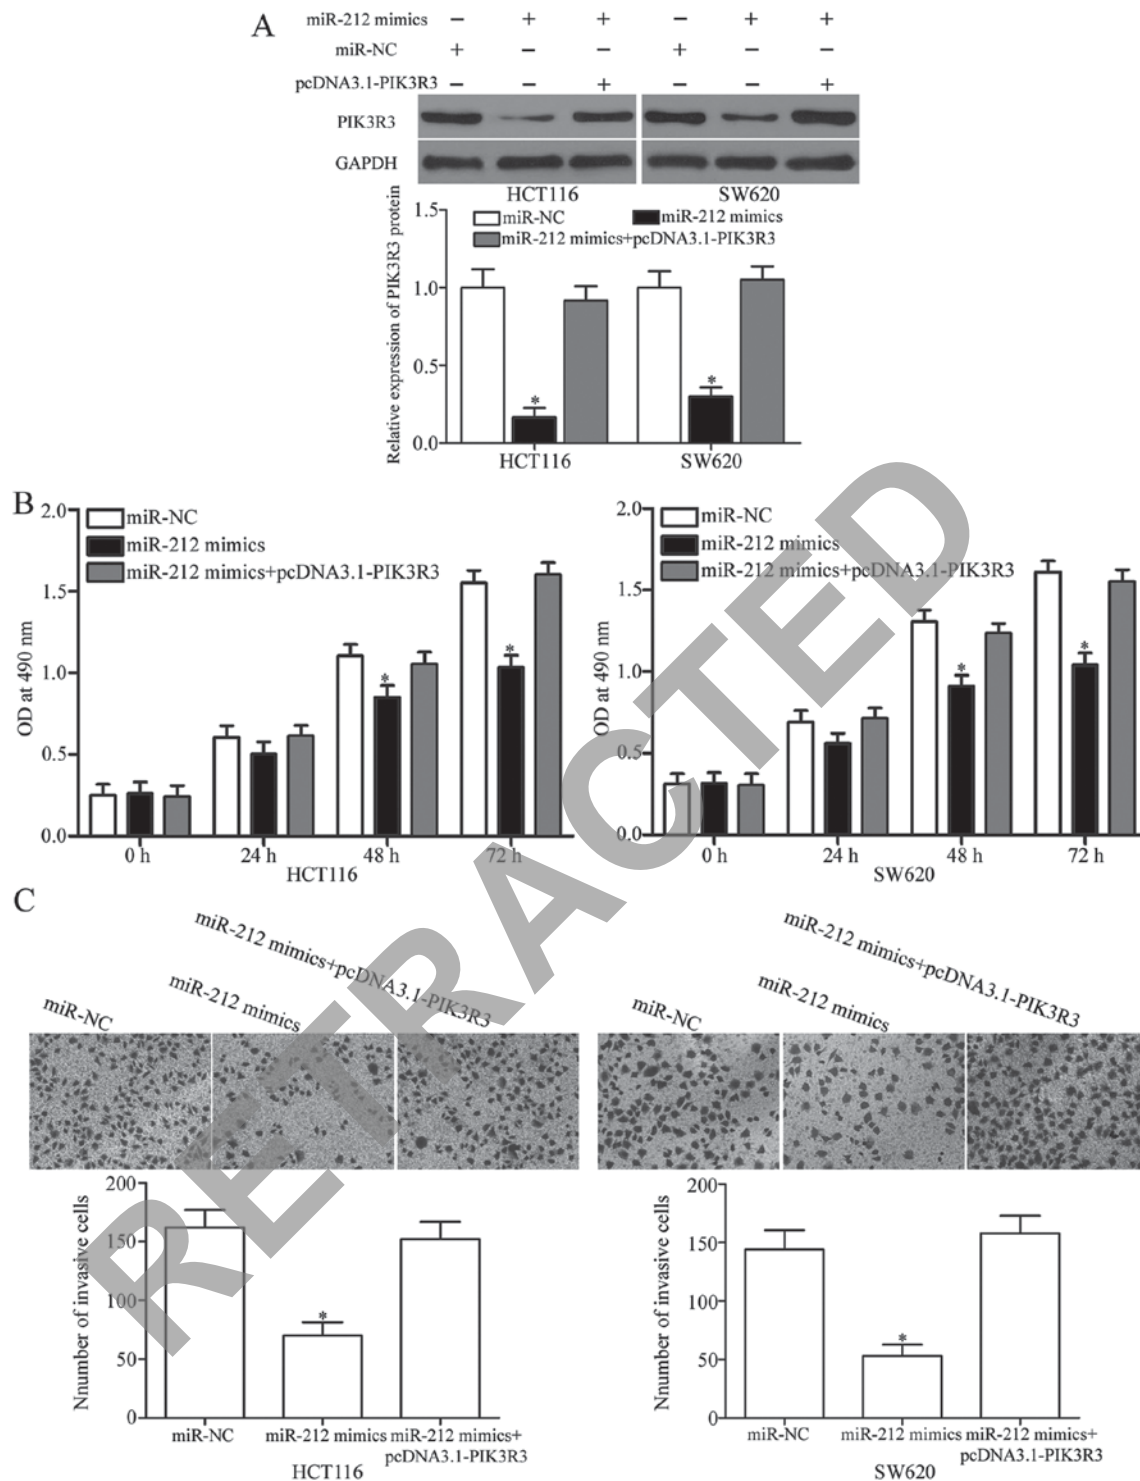 A
miR-212 mimics − + + − + +
miR-NC + − − + − −
pcDNA3.1-PIK3R3 − − + − − +
PIK3R3
GAPDH
HCT116 SW620
Relative expression of PIK3R3 protein
1.5
1.0
0.5
0.0
miR-NC miR-212 mimics
miR-212 mimics+pcDNA3.1-PIK3R3
* *
HCT116 SW620
B
OD at 490 nm
2.0
1.5
1.0
0.5
0.0
miR-NC
miR-212 mimics
miR-212 mimics+pcDNA3.1-PIK3R3
* *
0 h 24 h 48 h 72 h
HCT116
OD at 490 nm
2.0
1.5
1.0
0.5
0.0
miR-NC
miR-212 mimics
miR-212 mimics+pcDNA3.1-PIK3R3
* *
0 h 24 h 48 h 72 h
SW620
C
miR-NC
miR-212 mimics
miR-212 mimics+pcDNA3.1-PIK3R3
miR-NC
miR-212 mimics
miR-212 mimics+pcDNA3.1-PIK3R3
Nnumber of invasive cells
200
150
100
50
0
*
miR-NC miR-212 mimics miR-212 mimics+
pcDNA3.1-PIK3R3
HCT116
Nnumber of invasive cells
200
150
100
50
0
*
miR-NC miR-212 mimics miR-212 mimics+
pcDNA3.1-PIK3R3
SW620
RETRACTED